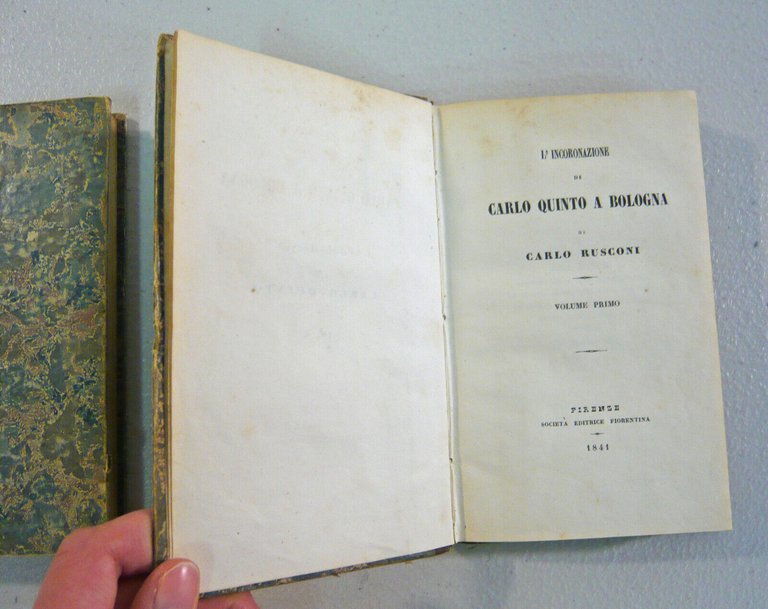 L' INCORONAZIONE
DI
CARLO QUINTO A BOLOGNA
DI
CARLO RUSCONI
VOLUME PRIMO
FIRENZE
SOCIETÀ EDITRICE FIORENTINA
1841